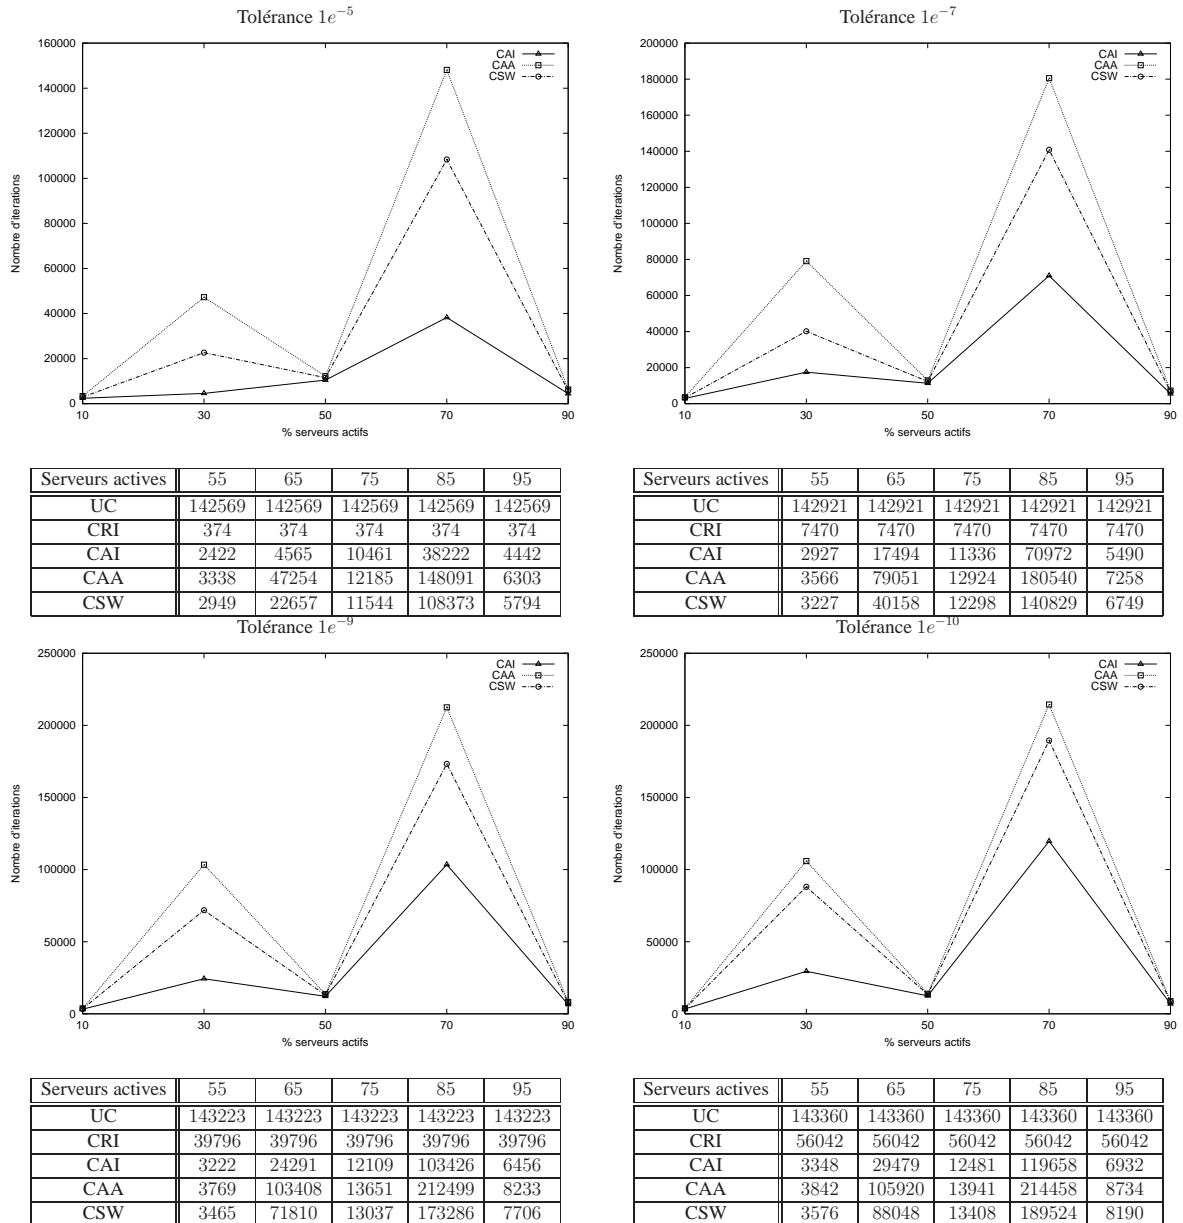 Tolérance 1e⁻⁵
160000
140000
120000
100000
80000
60000
40000
20000
0
10 30 50 70 90
Nombre d'iterations
% serveurs actifs
CAI
CAA
CSW
Serveurs actives 55 65 75 85 95
UC 142569 142569 142569 142569 142569
CRI 374 374 374 374 374
CAI 2422 4565 10461 38222 4442
CAA 3338 47254 12185 148091 6303
CSW 2949 22657 11544 108373 5794
Tolérance 1e⁻⁷
200000
180000
160000
140000
120000
100000
80000
60000
40000
20000
0
10 30 50 70 90
Nombre d'iterations
% serveurs actifs
CAI
CAA
CSW
Serveurs actives 55 65 75 85 95
UC 142921 142921 142921 142921 142921
CRI 7470 7470 7470 7470 7470
CAI 2927 17494 11336 70972 5490
CAA 3566 79051 12924 180540 7258
CSW 3227 40158 12298 140829 6749
Tolérance 1e⁻⁹
250000
200000
150000
100000
50000
0
10 30 50 70 90
Nombre d'iterations
% serveurs actifs
CAI
CAA
CSW
Serveurs actives 55 65 75 85 95
UC 143223 143223 143223 143223 143223
CRI 39796 39796 39796 39796 39796
CAI 3222 24291 12109 103426 6456
CAA 3769 103408 13651 212499 8233
CSW 3465 71810 13037 173286 7706
Tolérance 1e⁻¹⁰
250000
200000
150000
100000
50000
0
10 30 50 70 90
Nombre d'iterations
% serveurs actifs
CAI
CAA
CSW
Serveurs actives 55 65 75 85 95
UC 143360 143360 143360 143360 143360
CRI 56042 56042 56042 56042 56042
CAI 3348 29479 12481 119658 6932
CAA 3842 105920 13941 214458 8734
CSW 3576 88048 13408 189524 8190